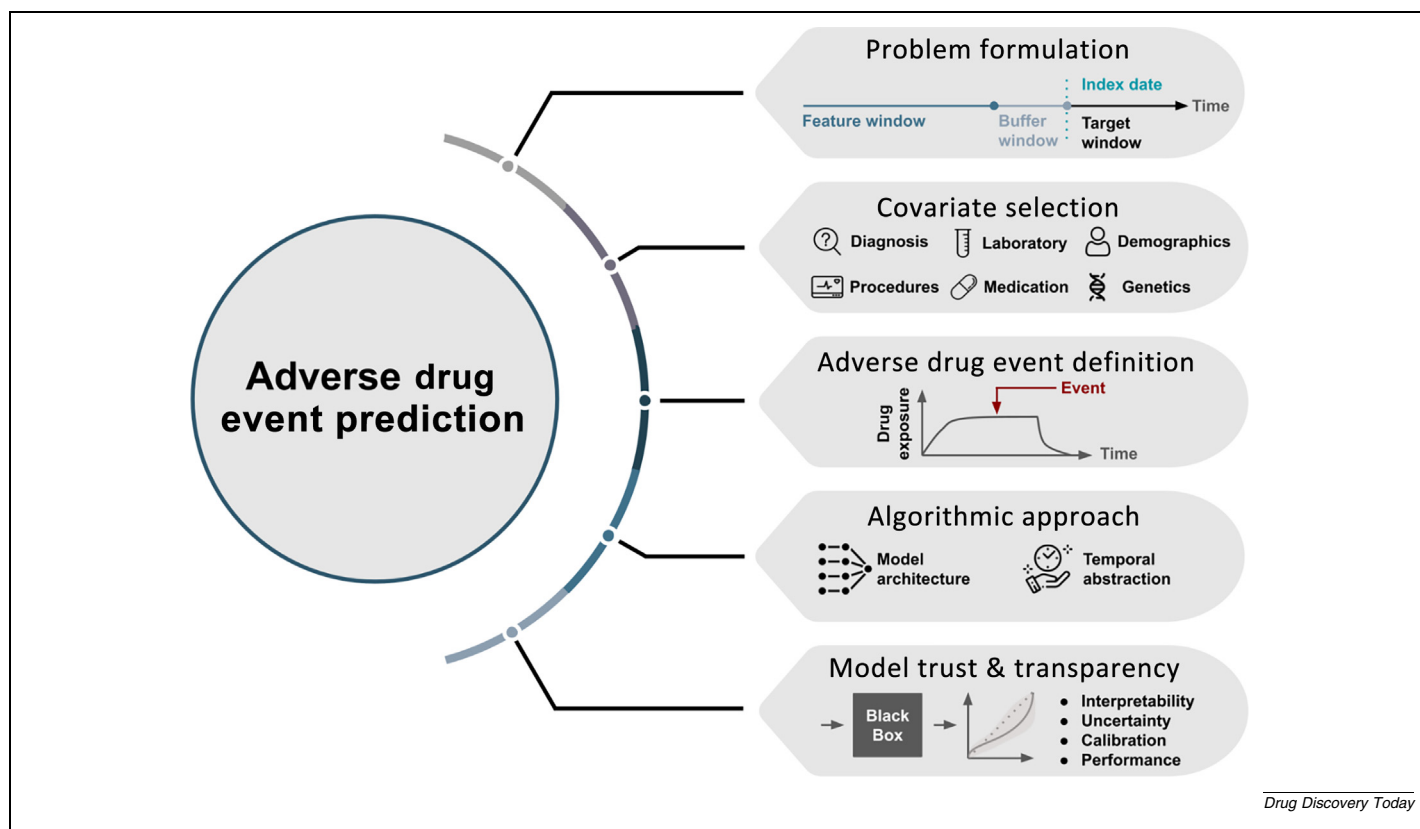 Adverse drug
event prediction
Problem formulation
Index date
Time
Feature window
Buffer
window
Target
window
Covariate selection
Diagnosis
Laboratory
Demographics
Procedures
Medication
Genetics
Adverse drug event definition
Event
Drug
exposure
Time
Algorithmic approach
Model
architecture
Temporal
abstraction
Model trust & transparency
Black
Box
● Interpretability
● Uncertainty
● Calibration
● Performance
Drug Discovery Today